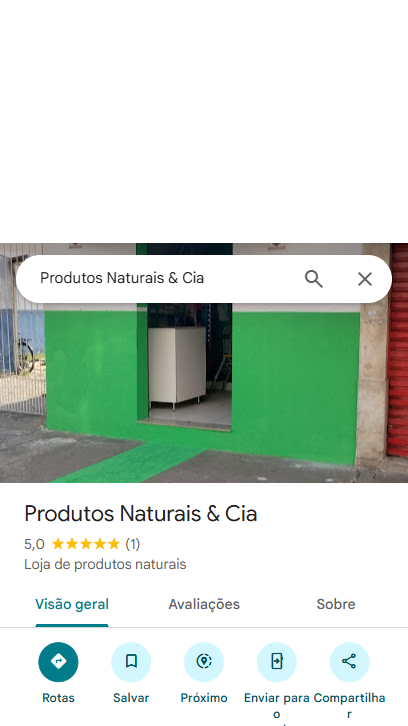 Produtos Naturais & Cia
Produtos Naturais & Cia
5,0 (1)
Loja de produtos naturais
Visão geral Avaliações Sobre
Rotas Salvar Próximo Enviar para o Compartilhar